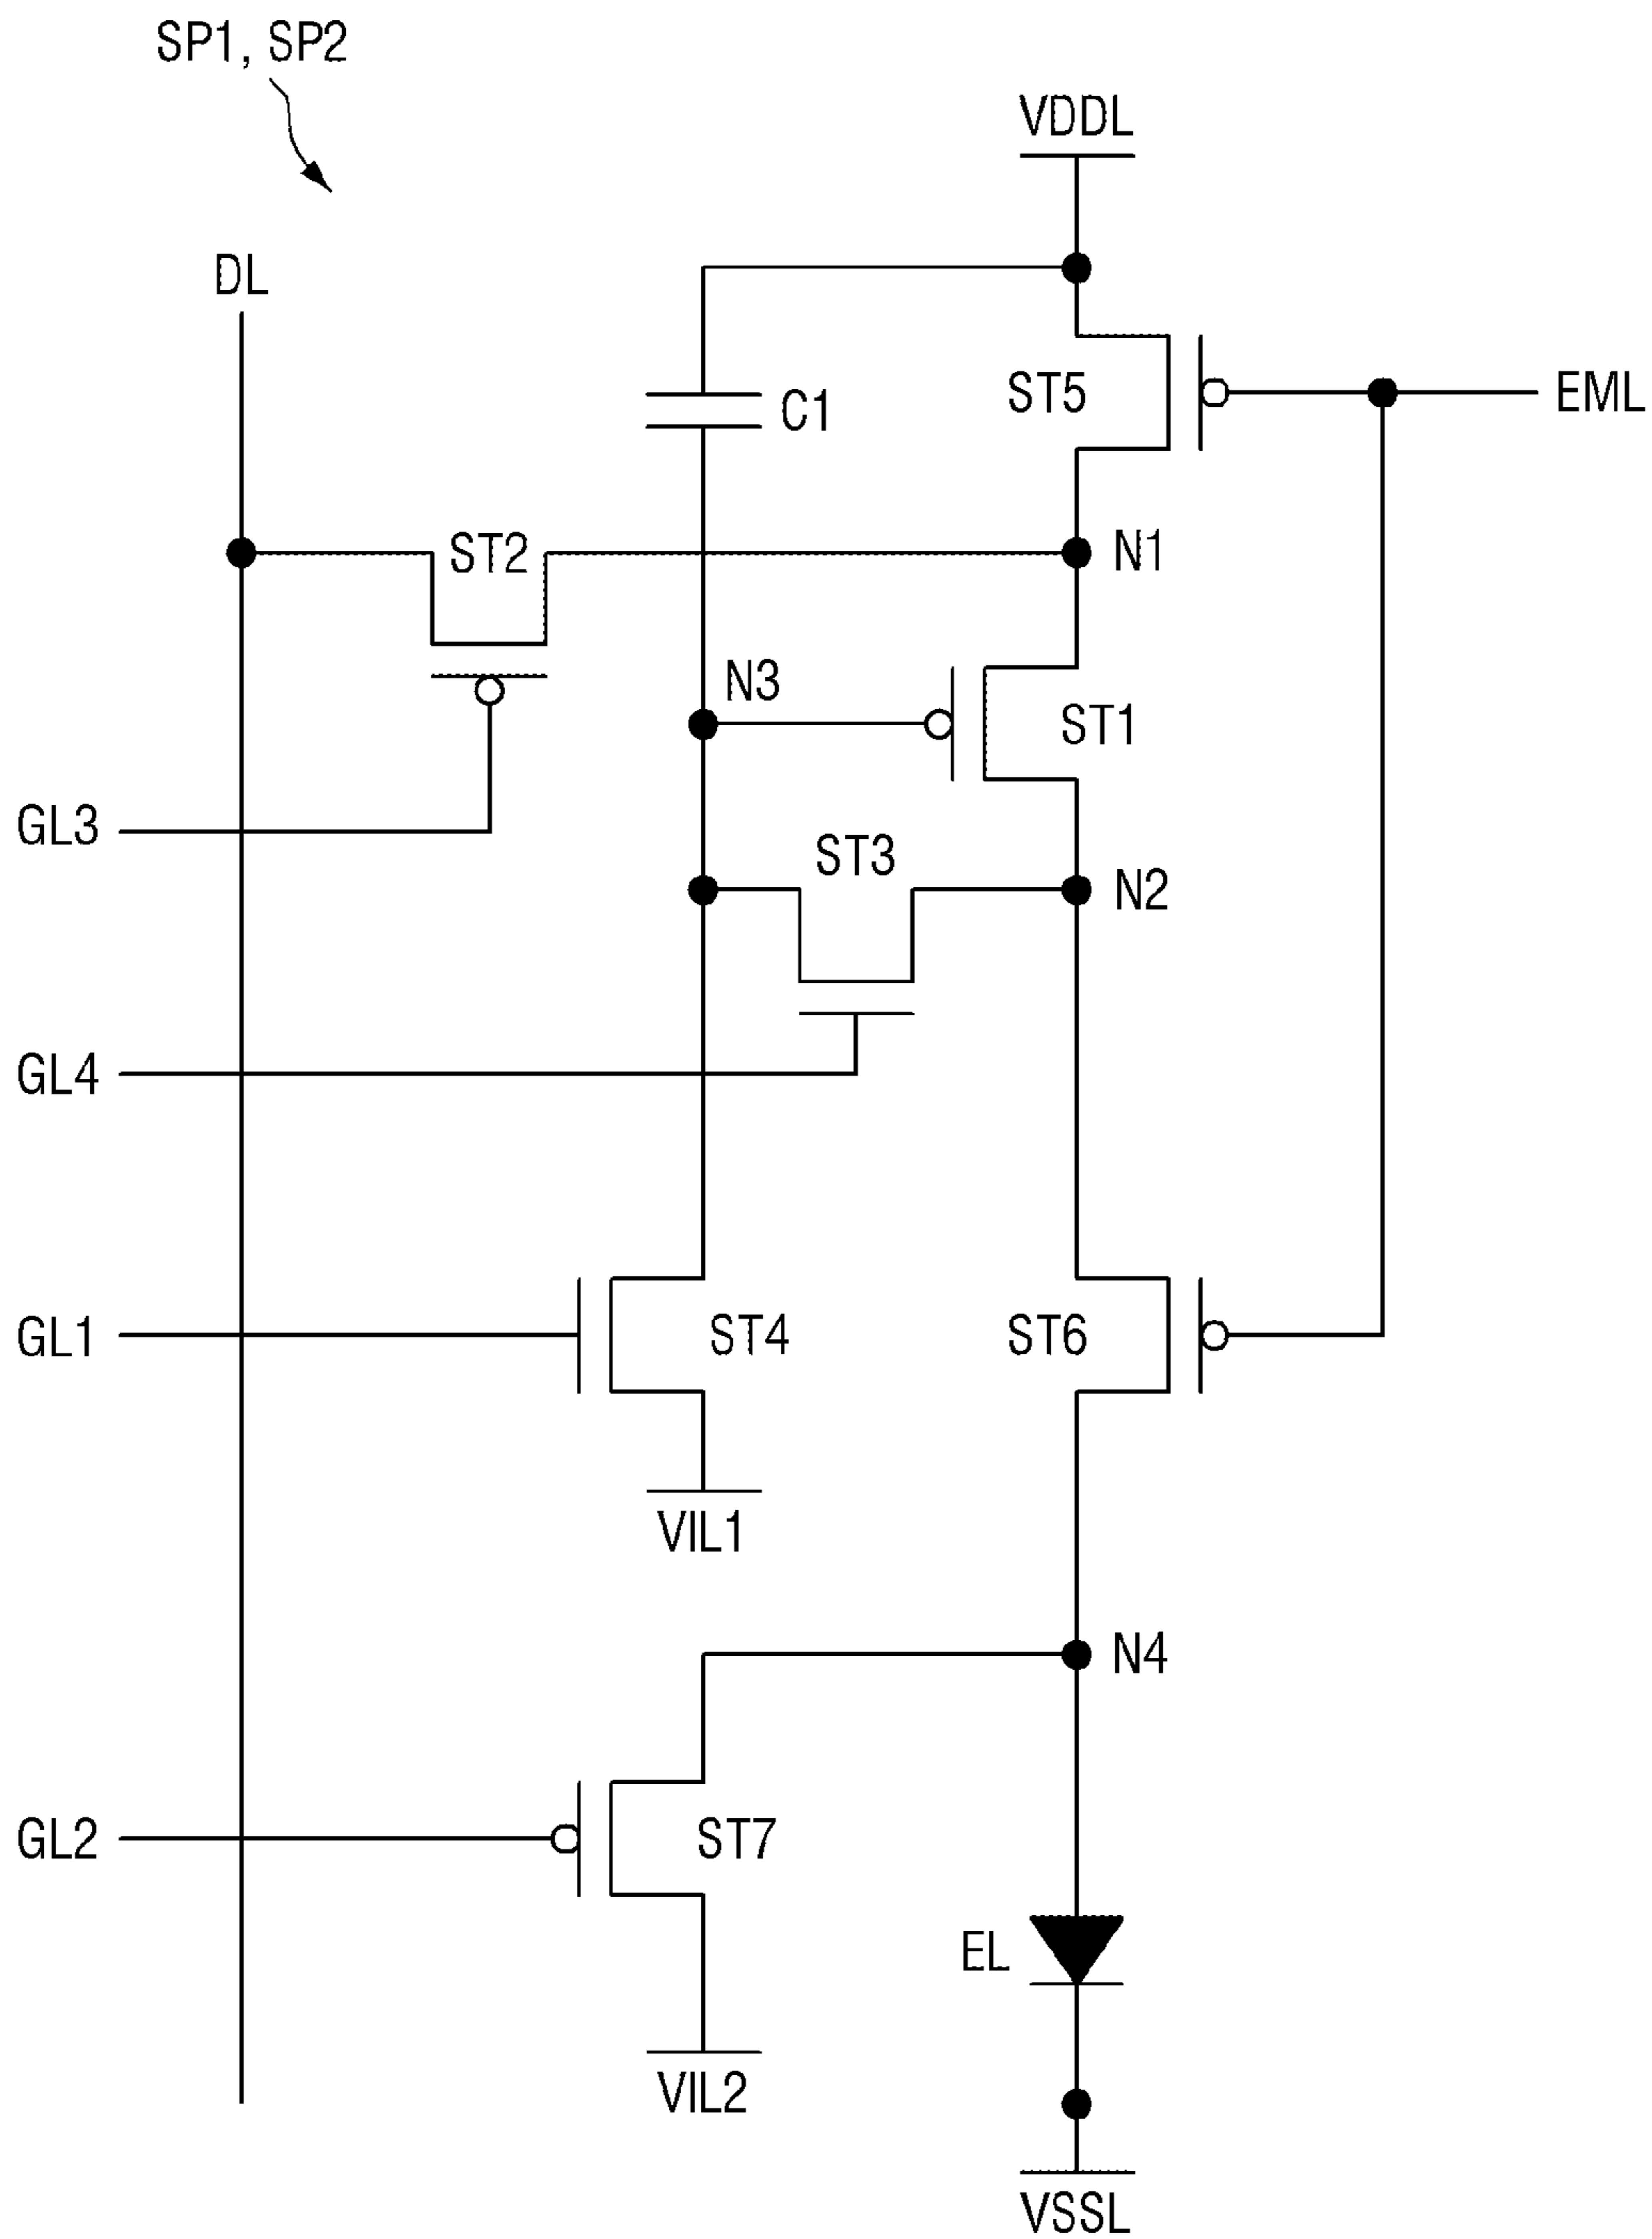 SP1, SP2
VDDL
DL
ST5
EML
C1
ST2
N1
N3
ST1
GL3
ST3
N2
GL4
GL1
ST4
ST6
VIL1
N4
GL2
ST7
EL
VIL2
VSSL